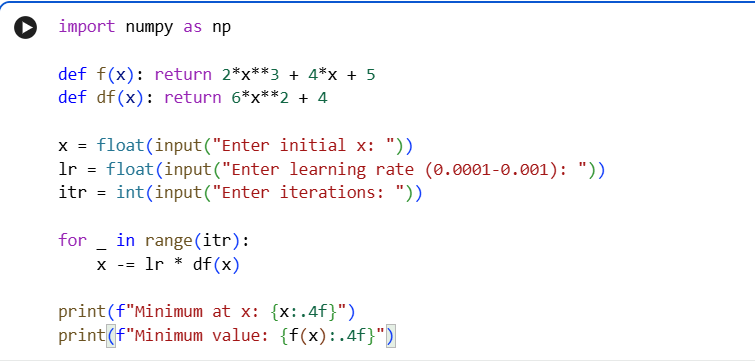 import numpy as np
def f(x): return 2*x**3 + 4*x + 5
def df(x): return 6*x**2 + 4
x = float(input("Enter initial x: "))
lr = float(input("Enter learning rate (0.0001-0.001): "))
itr = int(input("Enter iterations: "))
for _ in range(itr):
    x -= lr * df(x)
print(f"Minimum at x: {x:.4f}")
print(f"Minimum value: {f(x):.4f}")